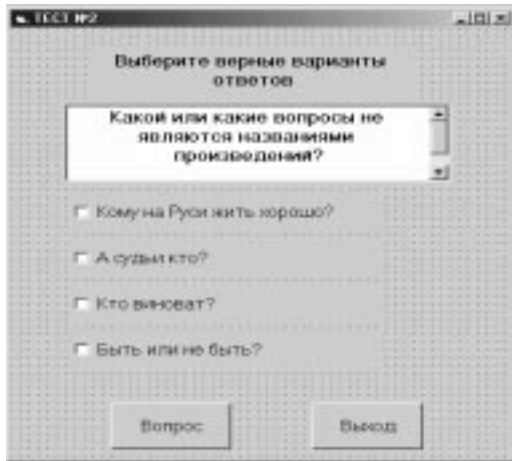 ТЕСТ №2
Выберите верные варианты
ответов
Какой или какие вопросы не
являются названиями
произведений?
Кому на Руси жить хорошо?
А судьи кто?
Кто виноват?
Быть или не быть?
Вопрос
Выход